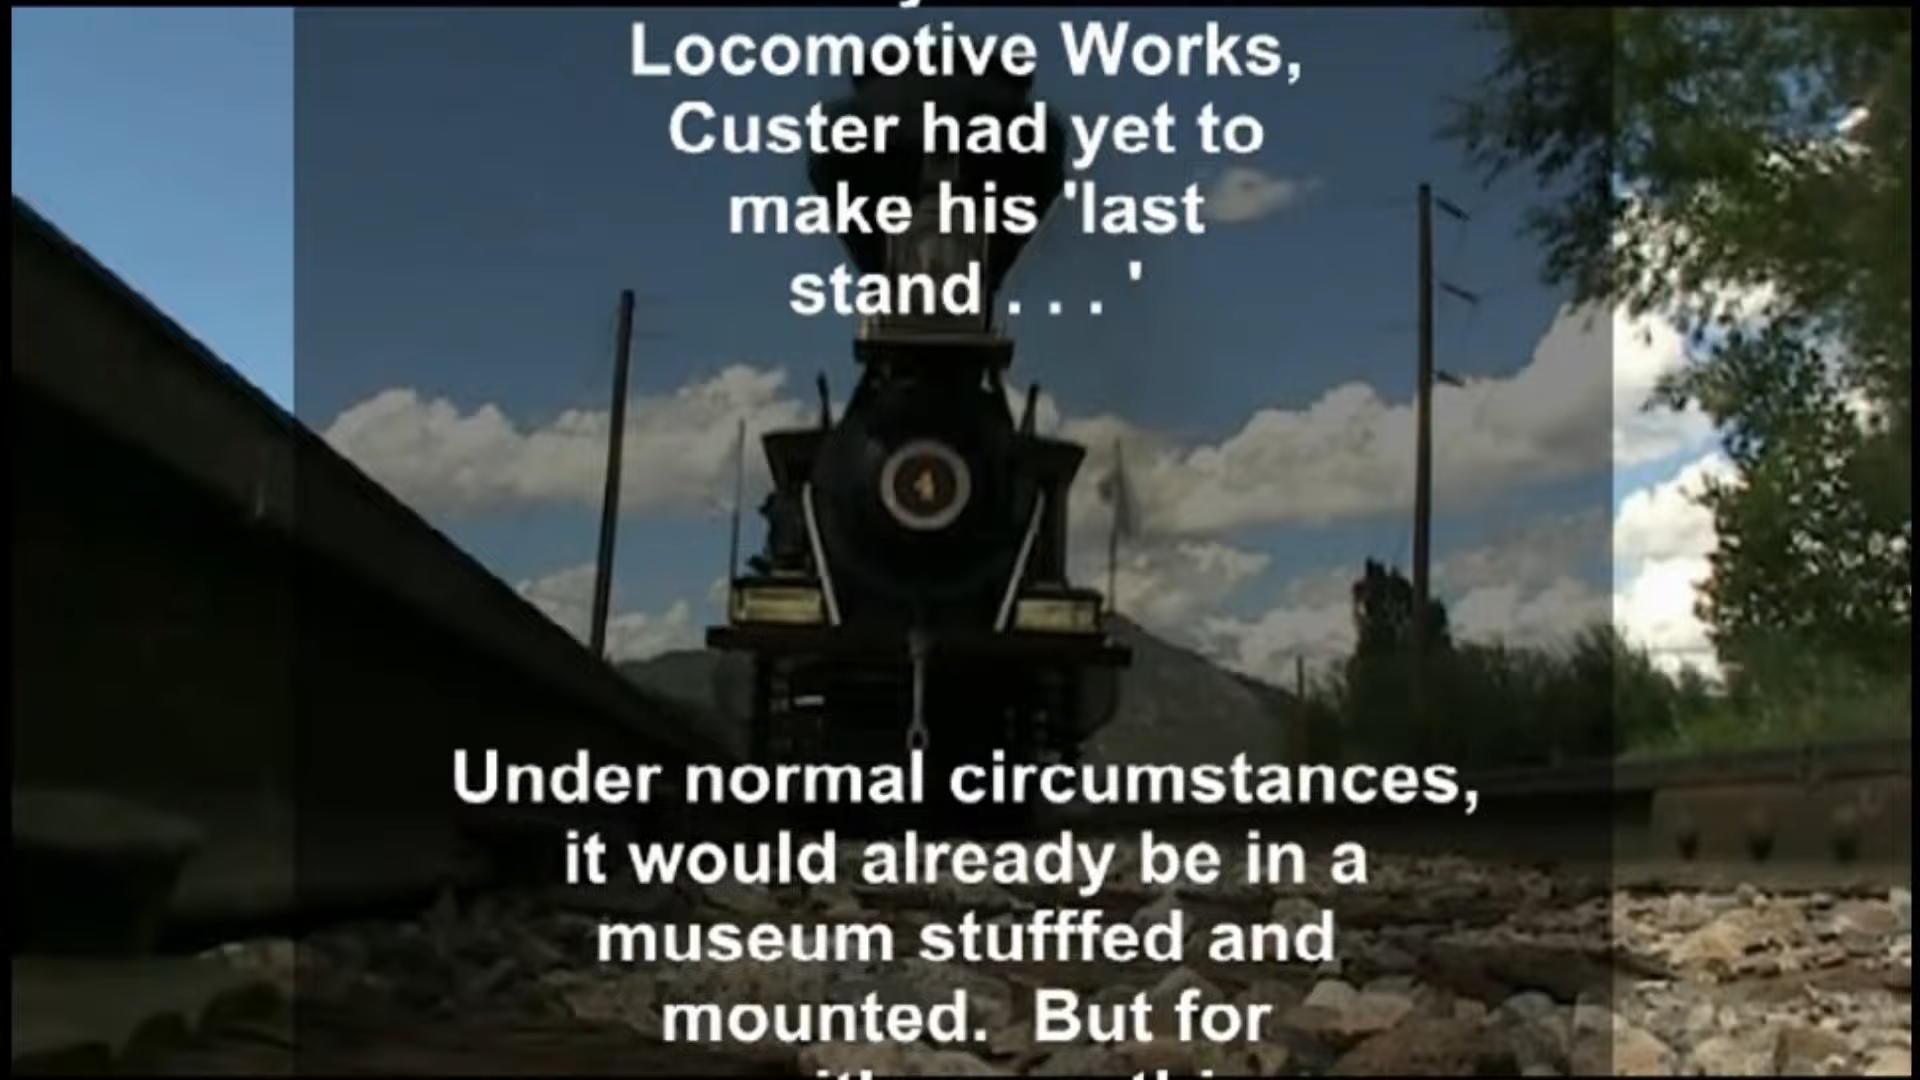 Locomotive Works,
Custer had yet to
make his 'last
stand . . . '
4
Under normal circumstances,
it would already be in a
museum stufffed and
mounted.  But for